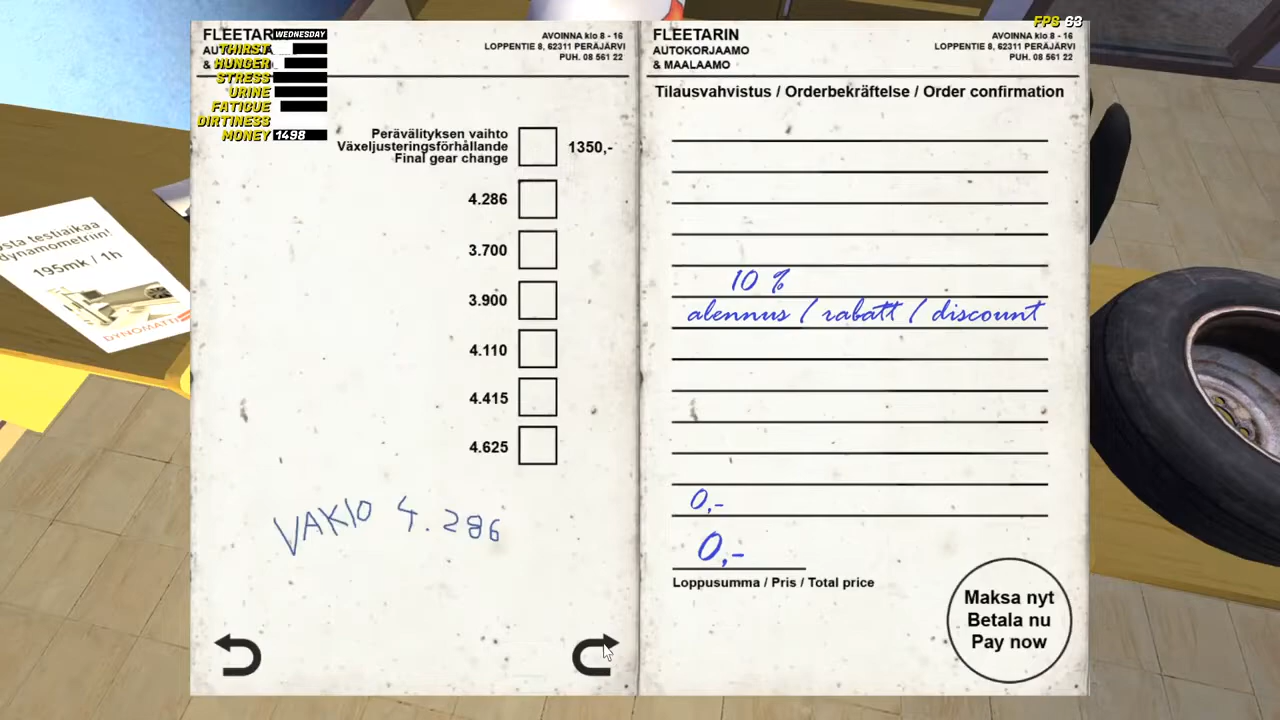 FPS 63
FLEETAR
WEDNESDAY
AVOINNA klo 8 - 16
LOPPENTIE 8, 62311 PERÄJÄRVI
PUH. 08 561 22
THIRST
HUNGER
STRESS
URINE
FATIGUE
DIRTINESS
MONEY 1498
Perävälityksen vaihto
Växeljusteringsförhållande
Final gear change
1350,-
4.286
3.700
3.900
4.110
4.415
4.625
VAKIO 4.286
FLEETARIN
AUTOKORJAAMO
& MAALAAMO
AVOINNA klo 8 - 16
LOPPENTIE 8, 62311 PERÄJÄRVI
PUH. 08 561 22
Tilausvahvistus / Orderbekräftelse / Order confirmation
10 %
alennus / rabatt / discount
0,-
0,-
Loppusumma / Pris / Total price
Maksa nyt
Betala nu
Pay now
testiaikaa
dynamometriin!
195mk / 1h
DYNOMATTI